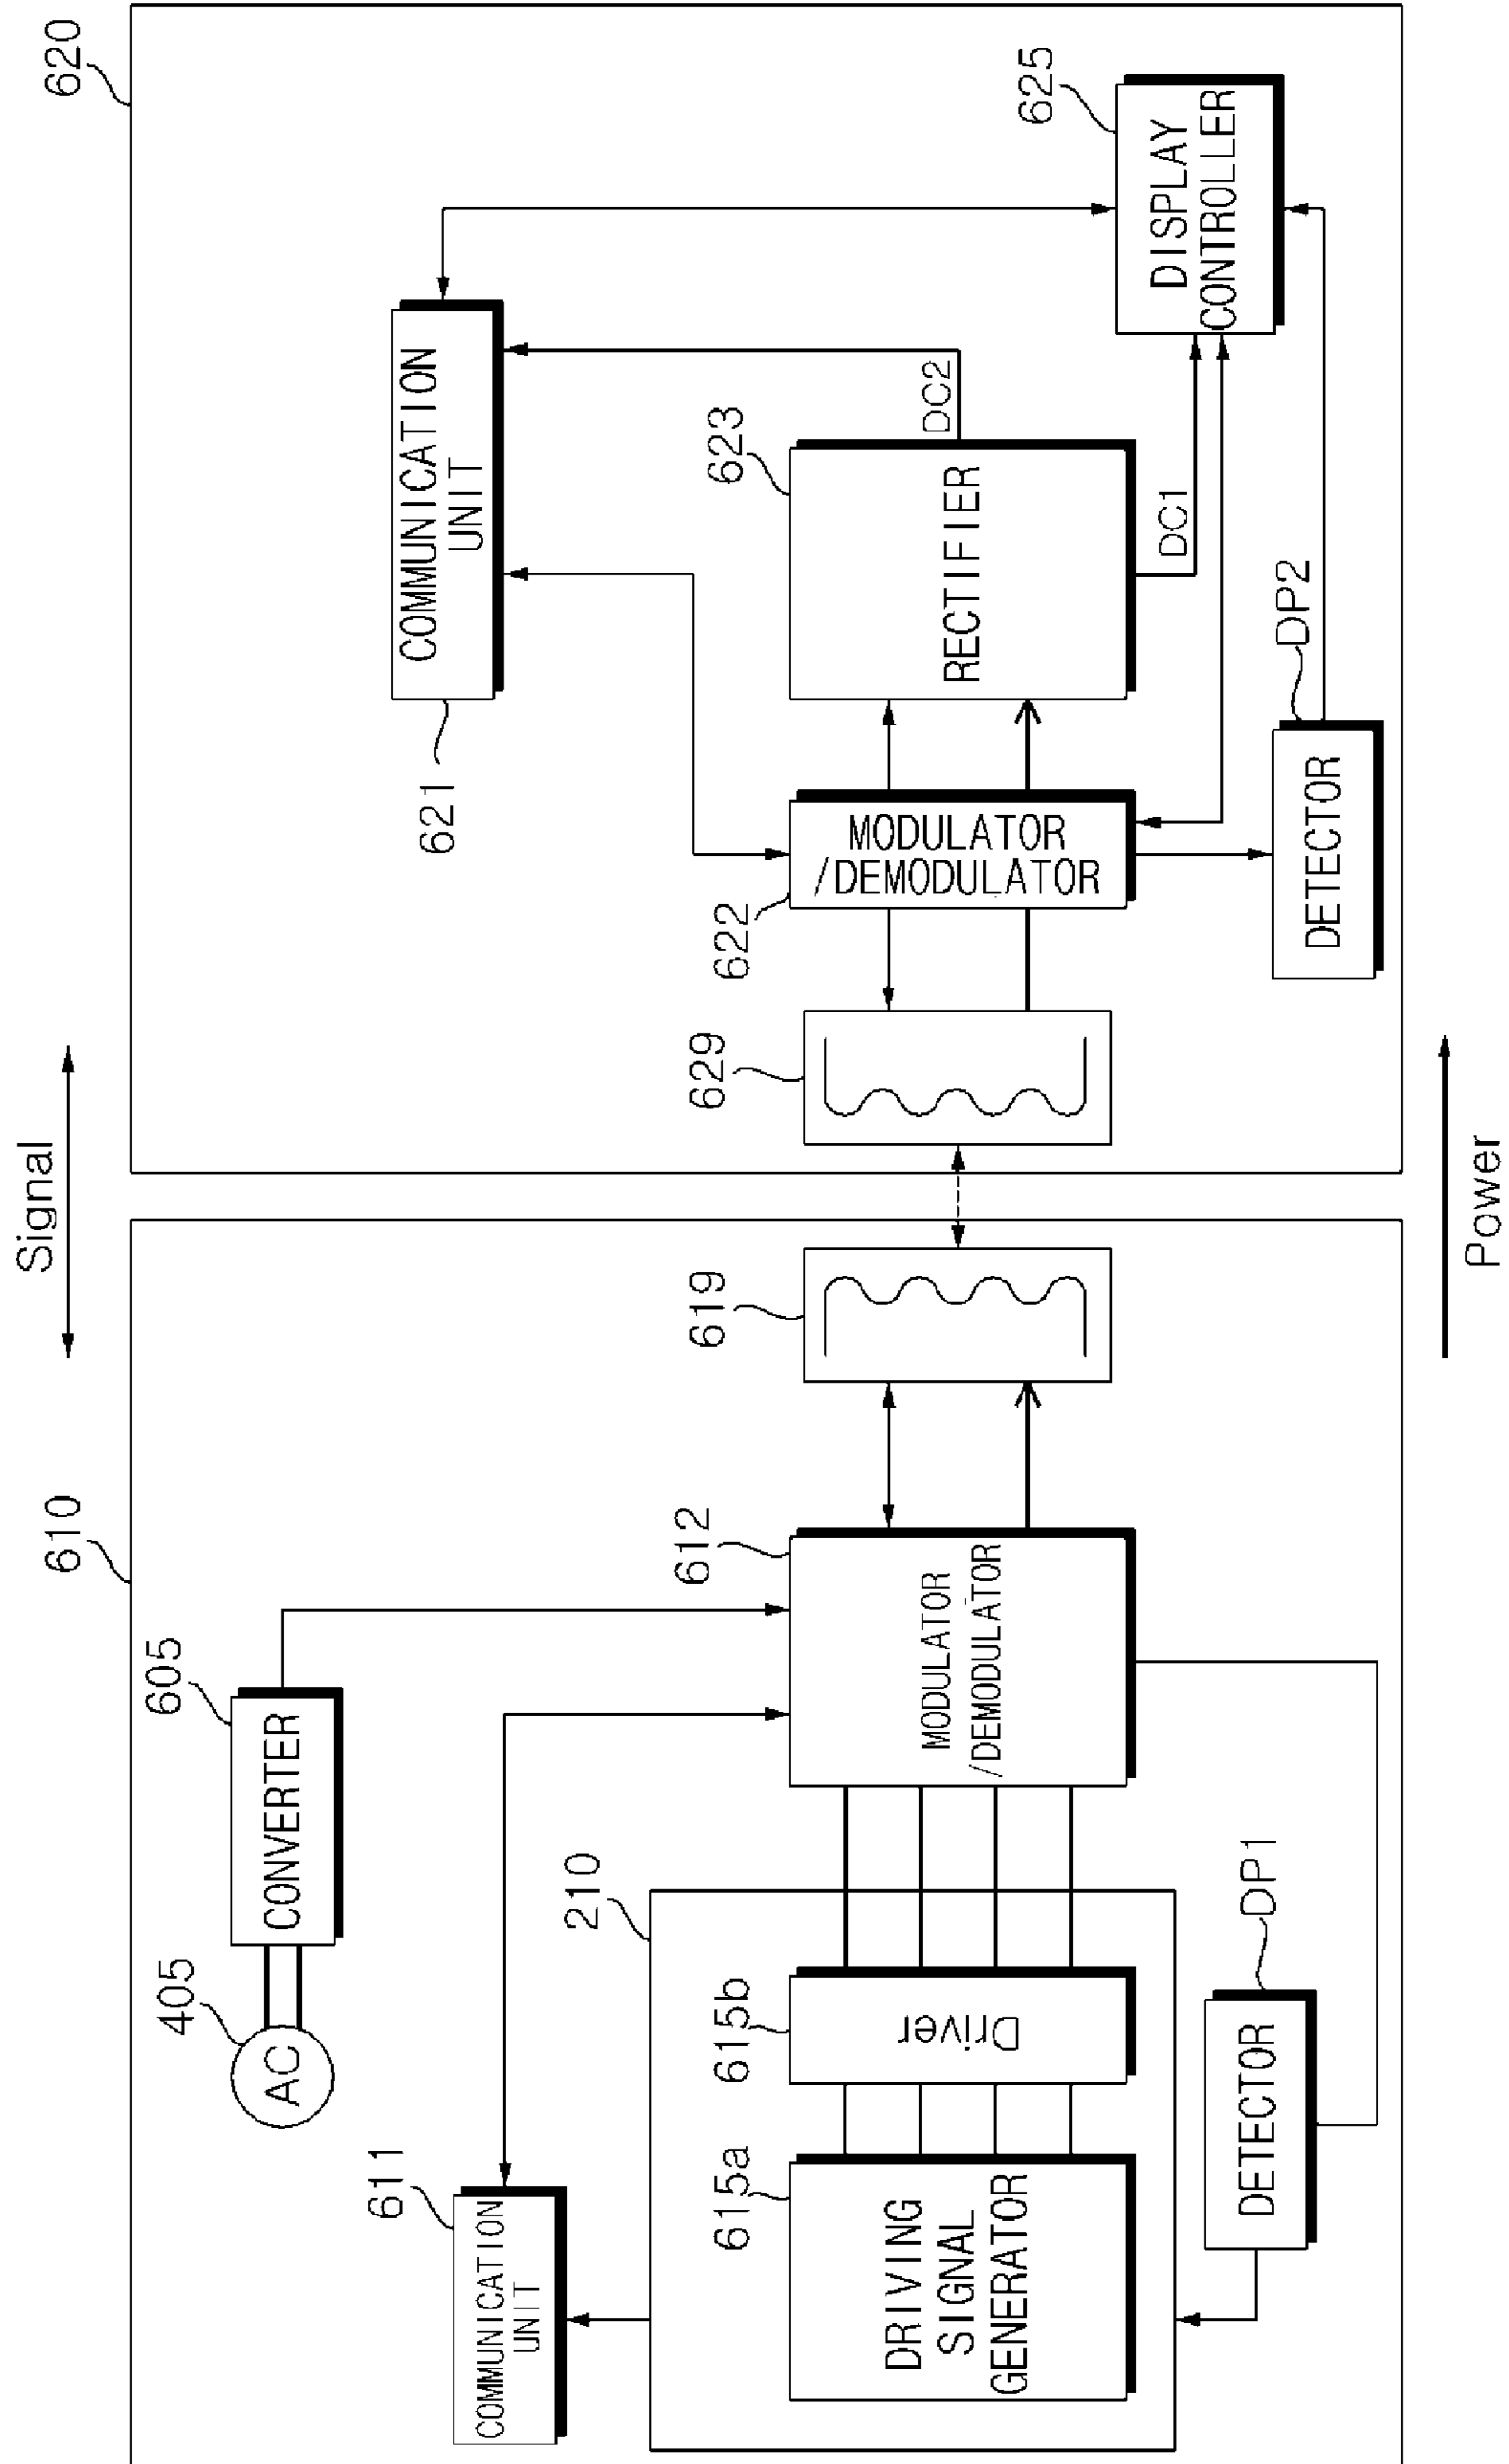 Signal
610
620
405
AC
605
CONVERTER
611
COMMUNICATION
UNIT
210
615a
DRIVING
SIGNAL
GENERATOR
615b
Driver
612
MODULATOR
/DEMODULATOR
DETECTOR
DP1
619
629
621
COMMUNICATION
UNIT
622
MODULATOR
/DEMODULATOR
623
RECTIFIER
DC2
DC1
625
DISPLAY
CONTROLLER
DETECTOR
DP2
Power